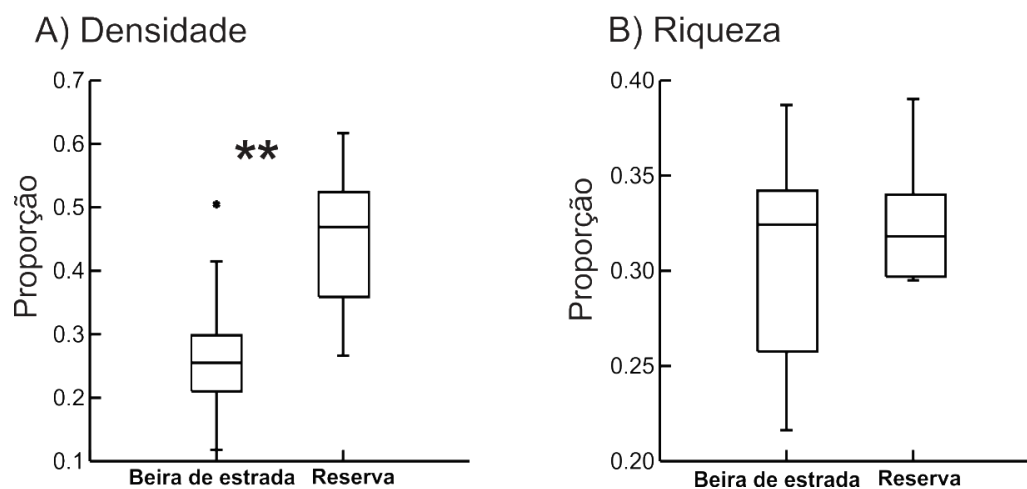 A) Densidade
Proporção
0.7
0.6
0.5
0.4
0.3
0.2
0.1
**
Beira de estrada
Reserva
B) Riqueza
Proporção
0.40
0.35
0.30
0.25
0.20
Beira de estrada
Reserva